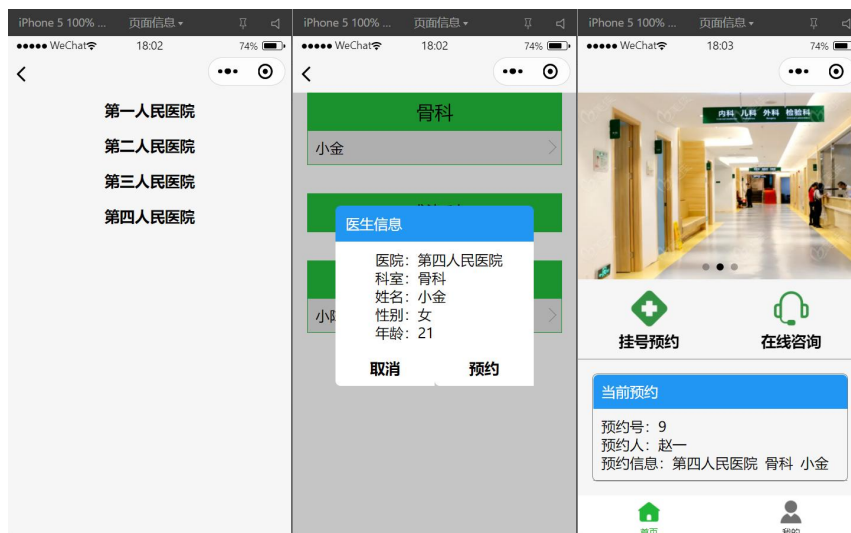 iPhone 5 100% ...
页面信息
WeChat
18:02
74%
第一人民医院
第二人民医院
第三人民医院
第四人民医院
iPhone 5 100% ...
页面信息
WeChat
18:02
74%
骨科
小金
医生信息
医院: 第四人民医院
科室: 骨科
姓名: 小金
性别: 女
年龄: 21
取消 预约
小
iPhone 5 100% ...
页面信息
WeChat
18:03
74%
内科 儿科 外科 检验科
挂号预约 在线咨询
当前预约
预约号: 9
预约人: 赵一
预约信息: 第四人民医院 骨科 小金
首页 我的